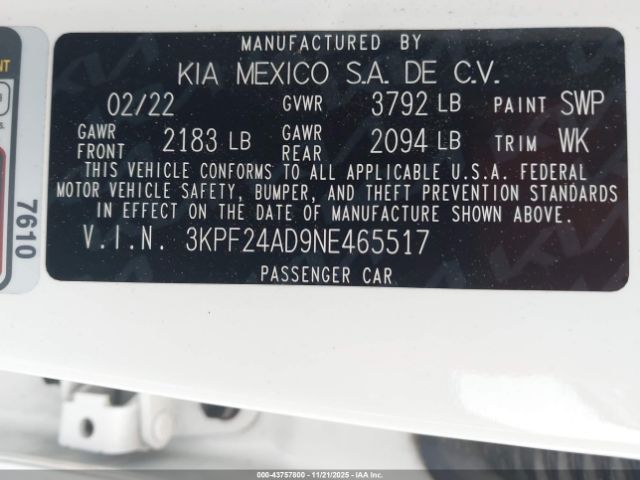 MANUFACTURED BY
KIA MEXICO S.A. DE C.V.
02/22 GVWR 3792 LB PAINT SWP
GAWR FRONT 2183 LB GAWR REAR 2094 LB TRIM WK
THIS VEHICLE CONFORMS TO ALL APPLICABLE U.S.A. FEDERAL
MOTOR VEHICLE SAFETY, BUMPER, AND THEFT PREVENTION STANDARDS
IN EFFECT ON THE DATE OF MANUFACTURE SHOWN ABOVE.
V.I.N. 3KPF24AD9NE465517
PASSENGER CAR
7610
000-43757800 - 11/21/2025 - IAAI.COM